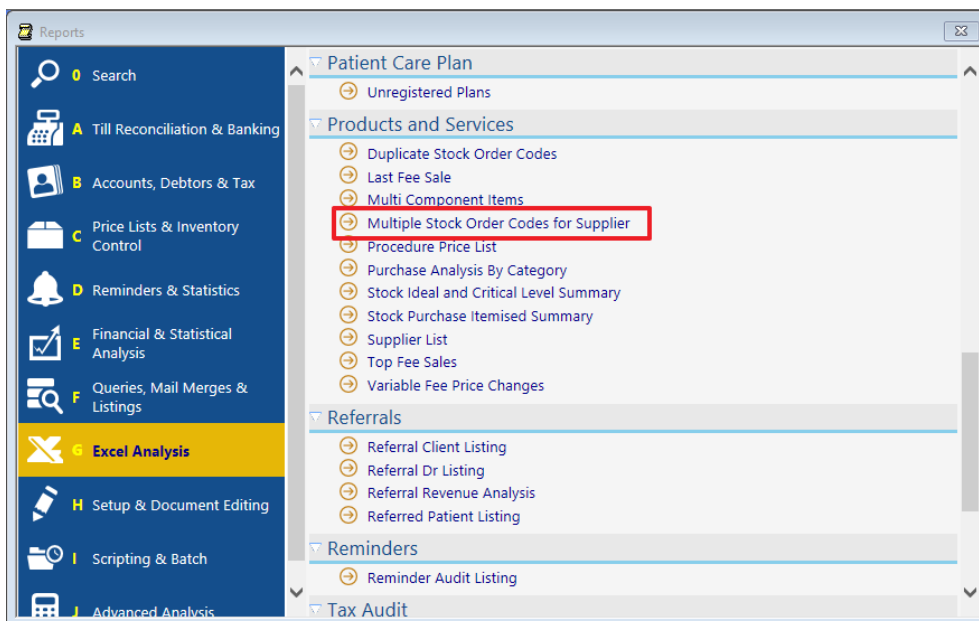 Reports
0 Search
A Till Reconciliation & Banking
B Accounts, Debtors & Tax
C Price Lists & Inventory
Control
D Reminders & Statistics
E Financial & Statistical
Analysis
F Queries, Mail Merges &
Listings
G Excel Analysis
H Setup & Document Editing
I Scripting & Batch
J Advanced Analysis
Patient Care Plan
Unregistered Plans
Products and Services
Duplicate Stock Order Codes
Last Fee Sale
Multi Component Items
Multiple Stock Order Codes for Supplier
Procedure Price List
Purchase Analysis By Category
Stock Ideal and Critical Level Summary
Stock Purchase Itemised Summary
Supplier List
Top Fee Sales
Variable Fee Price Changes
Referrals
Referral Client Listing
Referral Dr Listing
Referral Revenue Analysis
Referred Patient Listing
Reminders
Reminder Audit Listing
Tax Audit